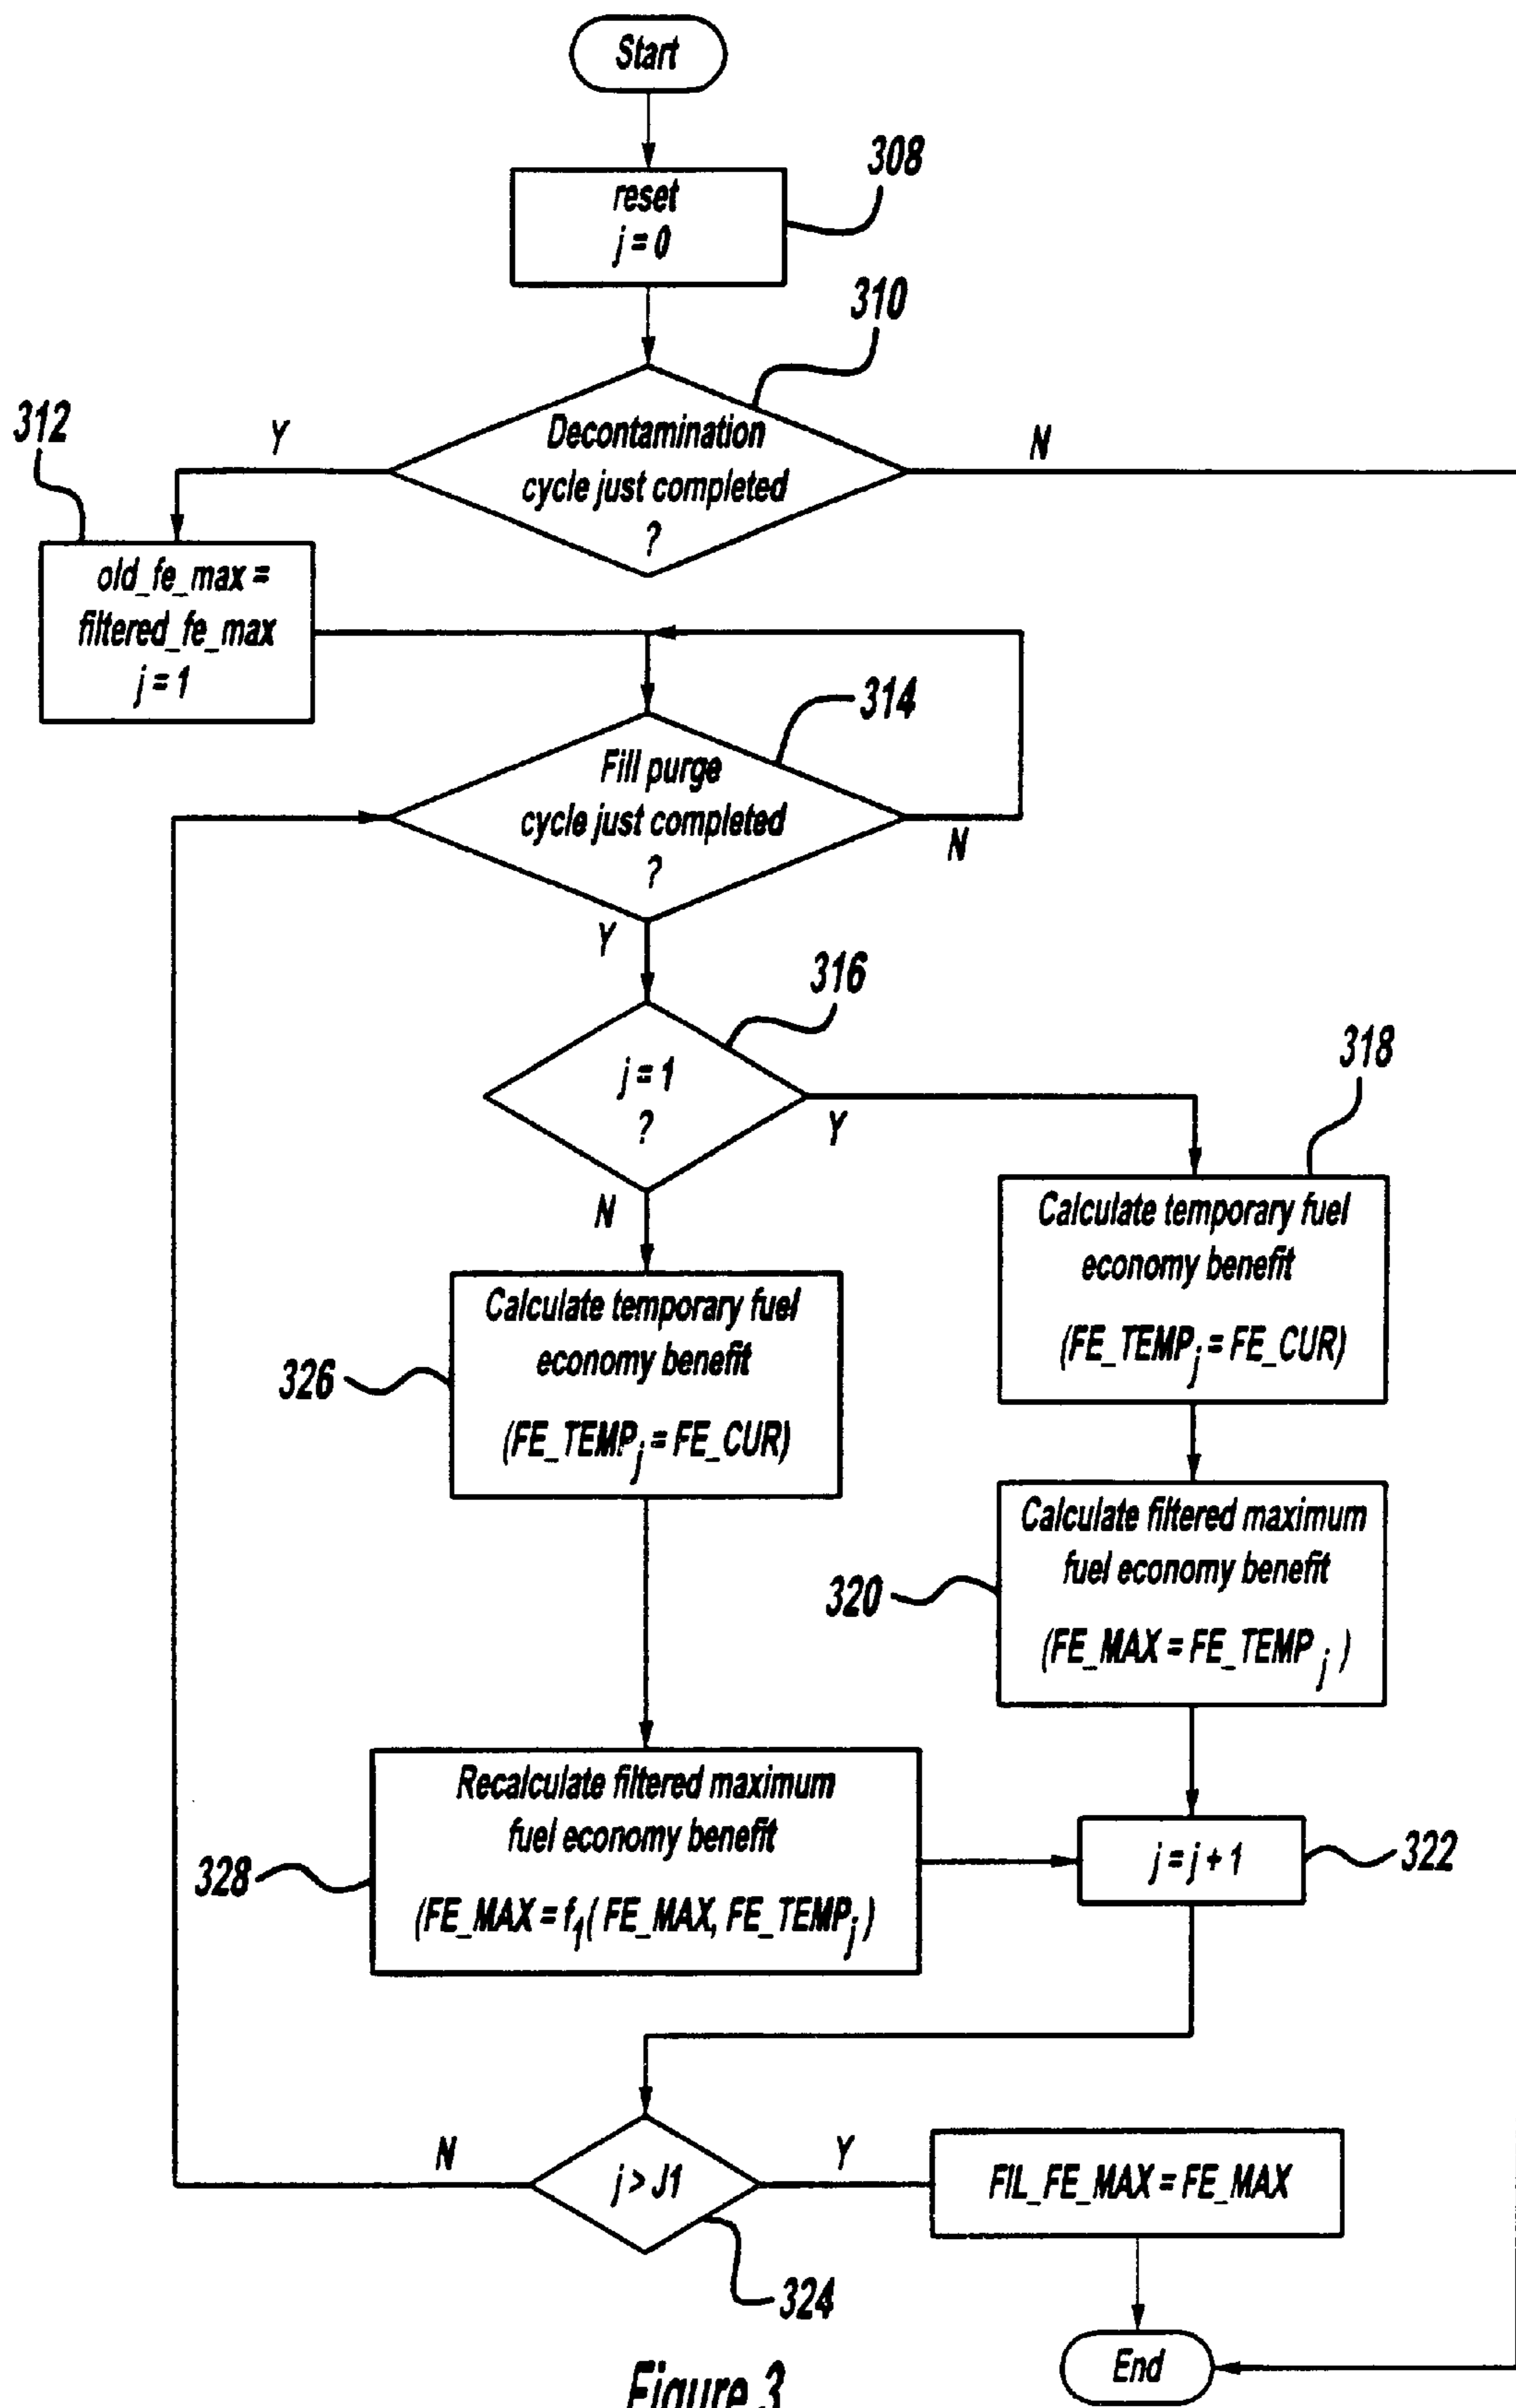 Start
308
reset
j = 0
310
312
Y
N
Decontamination
cycle just completed
?
old_fe_max =
filtered_fe_max
j = 1
314
Fill purge
cycle just completed
?
N
Y
316
j = 1
?
Y
N
318
Calculate temporary fuel
economy benefit
(FE_TEMPj = FE_CUR)
326
Calculate temporary fuel
economy benefit
(FE_TEMPj = FE_CUR)
320
Calculate filtered maximum
fuel economy benefit
(FE_MAX = FE_TEMP j )
328
Recalculate filtered maximum
fuel economy benefit
(FE_MAX = f1( FE_MAX, FE_TEMPj )
j = j + 1
322
N
j > J1
Y
FIL_FE_MAX = FE_MAX
324
End
Figure 3